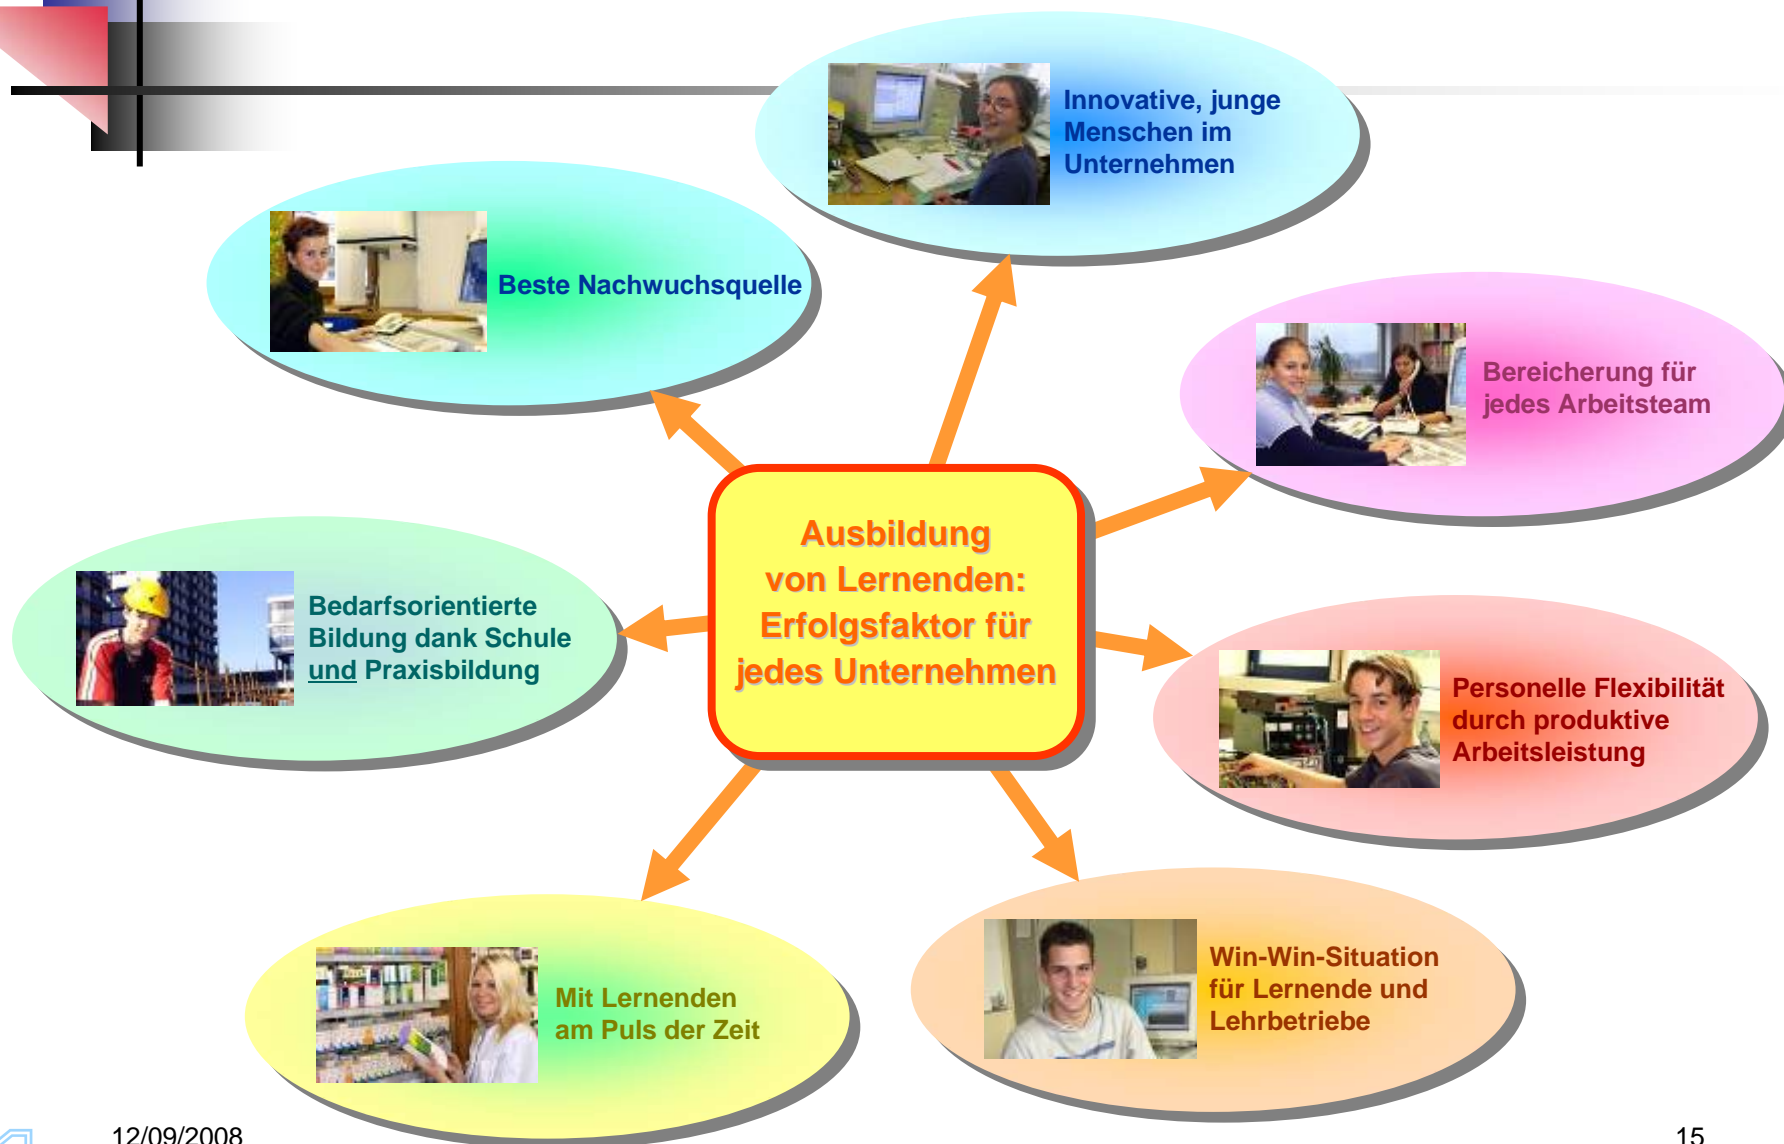 Innovative, junge
Menschen im
Unternehmen
Beste Nachwuchsquelle
Bereicherung für
jedes Arbeitsteam
Ausbildung
von Lernenden:
Erfolgsfaktor für
jedes Unternehmen
Bedarfsorientierte
Bildung dank Schule
und Praxisbildung
Personelle Flexibilität
durch produktive
Arbeitsleistung
Win-Win-Situation
für Lernende und
Lehrbetriebe
Mit Lernenden
am Puls der Zeit
12/09/2008
15